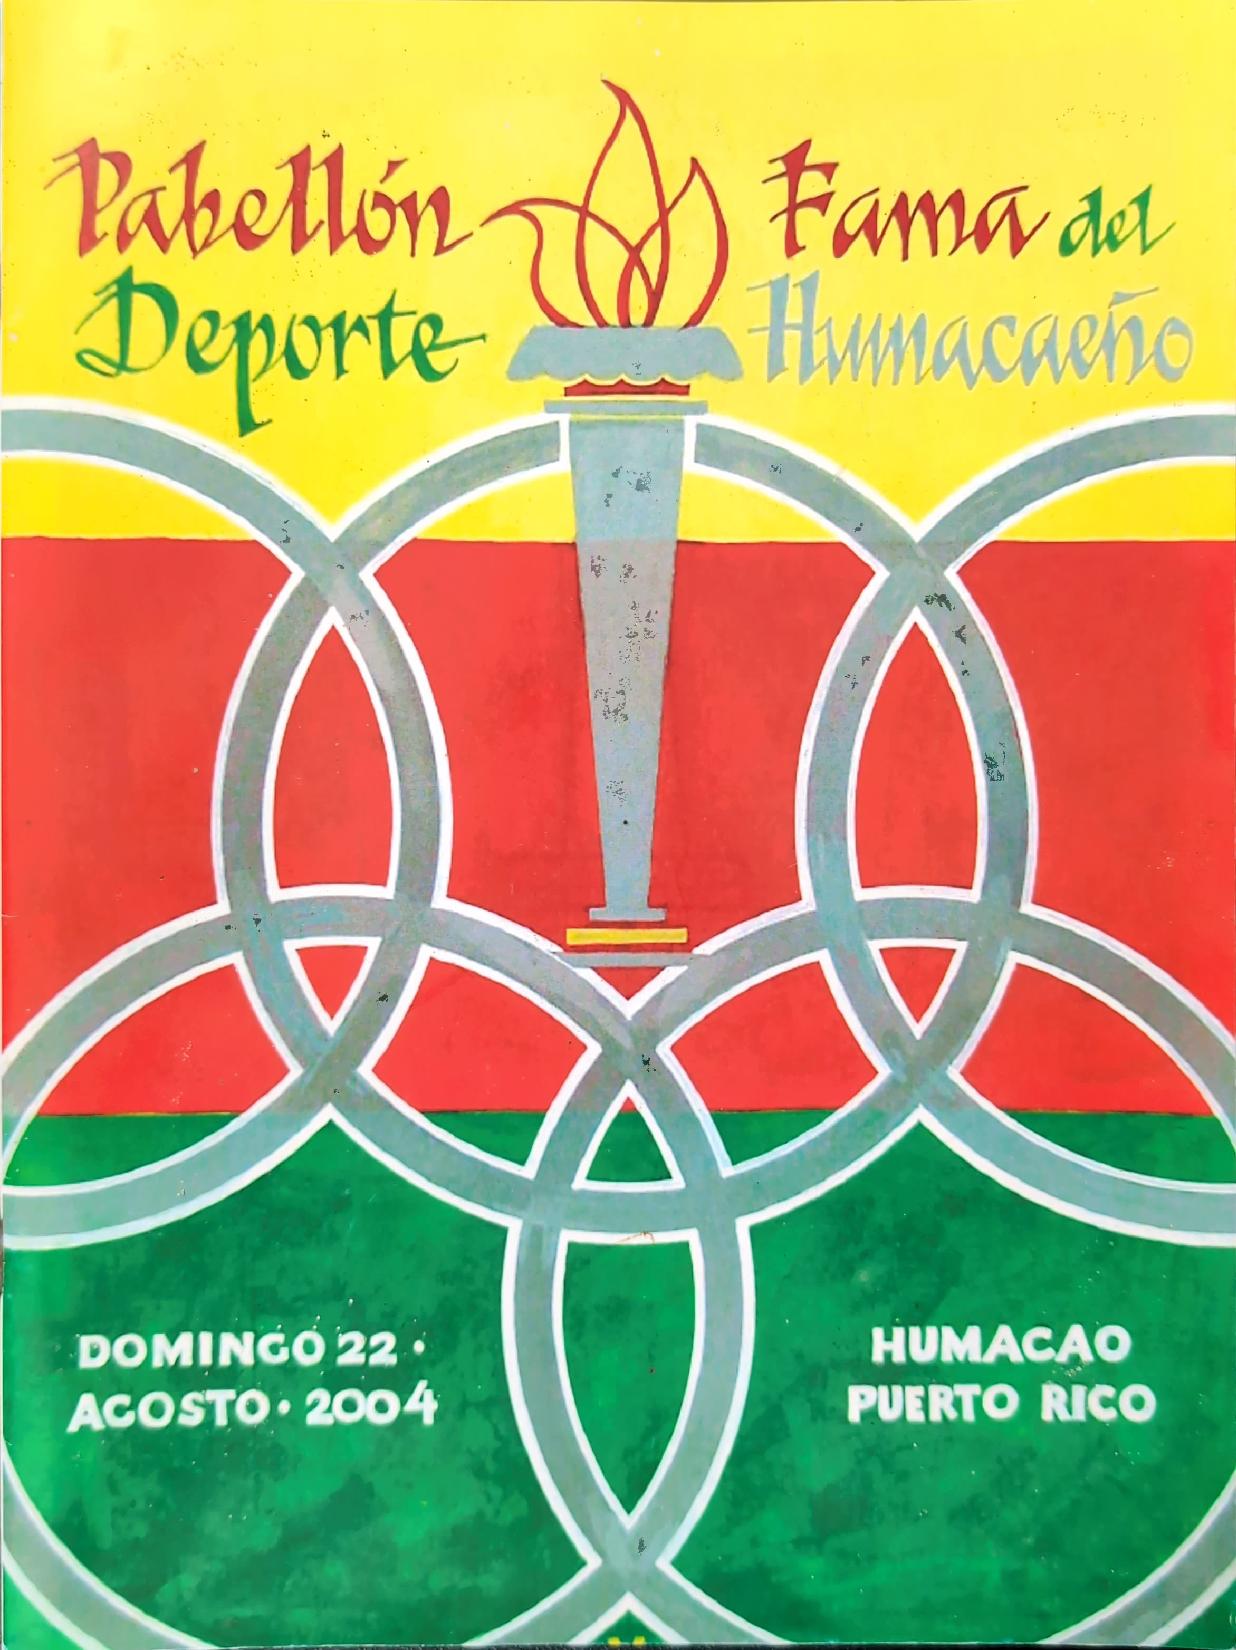 Pabellón Fama del
Deporte Humacaeño
DOMINGO 22 •
AGOSTO • 2004
HUMACAO
PUERTO RICO